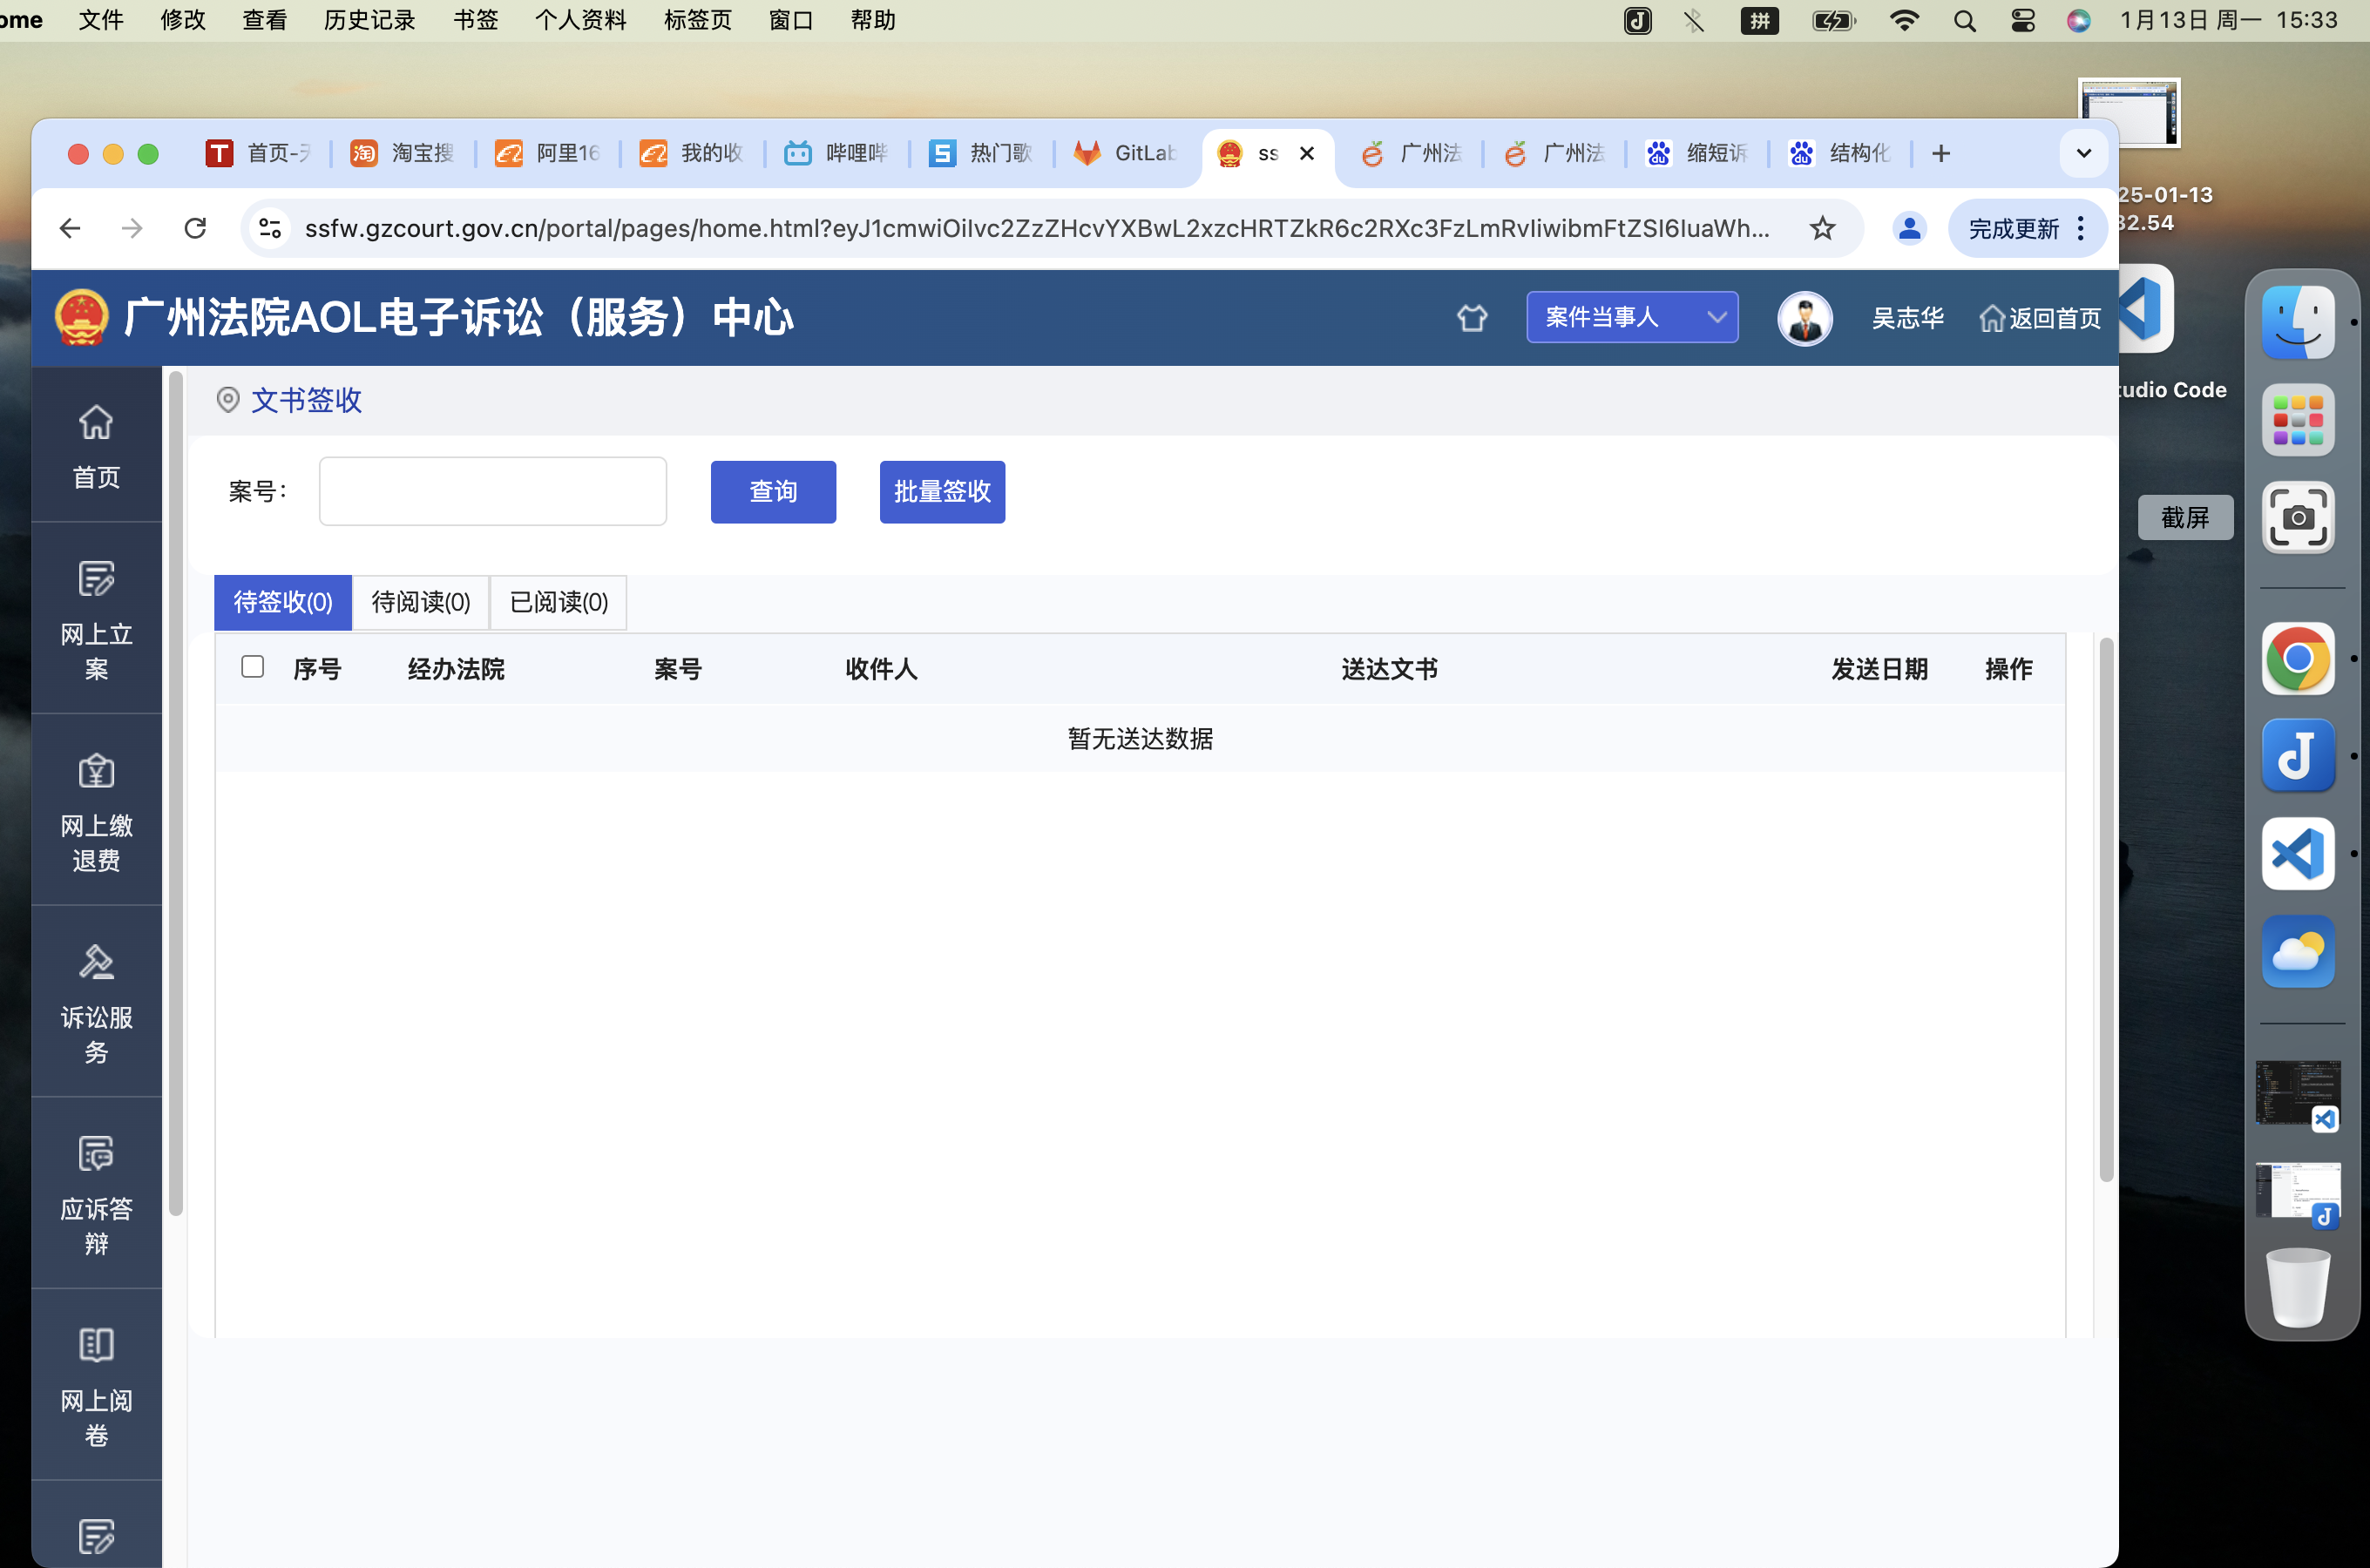 ome 文件 修改 查看 历史记录 书签 个人资料 标签页 窗口 帮助 拼 1月13日 周一 15:33
首页-天 淘宝搜 阿里16 我的收 哔哩哔 热门歌 GitLab ss 广州法 广州法 缩短诉 结构化
25-01-13
32.54
ssfw.gzcourt.gov.cn/portal/pages/home.html?eyJ1cmwiOiIvc2ZzZHcvYXBwL2xzcHRTZkR6c2RXc3FzLmRvIiwibmFtZSI6IuaWh... 完成更新
广州法院AOL电子诉讼（服务）中心 案件当事人 吴志华 返回首页
tudio Code
文书签收
首页
案号： 查询 批量签收
截屏
待签收(0) 待阅读(0) 已阅读(0)
网上立
案
序号 经办法院 案号 收件人 送达文书 发送日期 操作
暂无送达数据
网上缴
退费
诉讼服
务
应诉答
辩
网上阅
卷